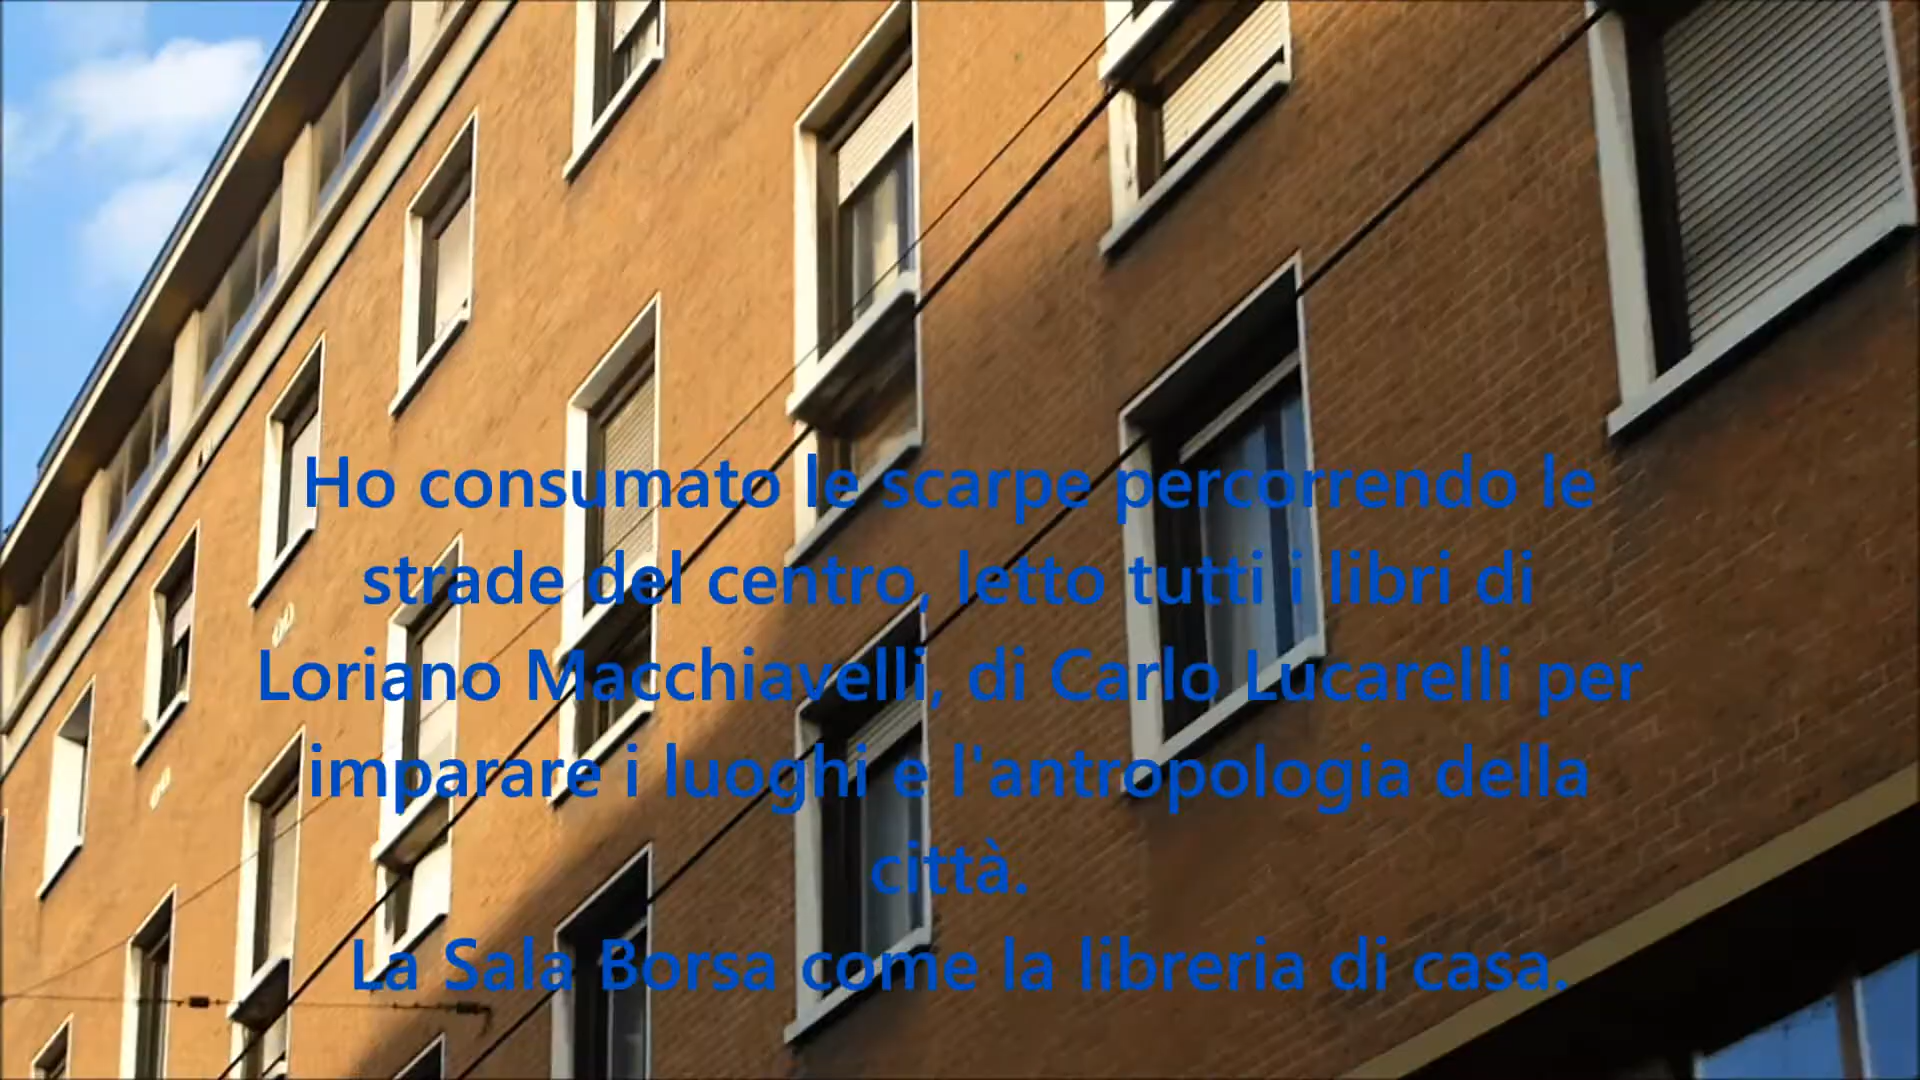 Ho consumato le scarpe percorrendo le
strade del centro, letto tutti i libri di
Loriano Macchiavelli, di Carlo Lucarelli per
imparare i luoghi e l'antropologia della
città.
La Sala Borsa come la libreria di casa.